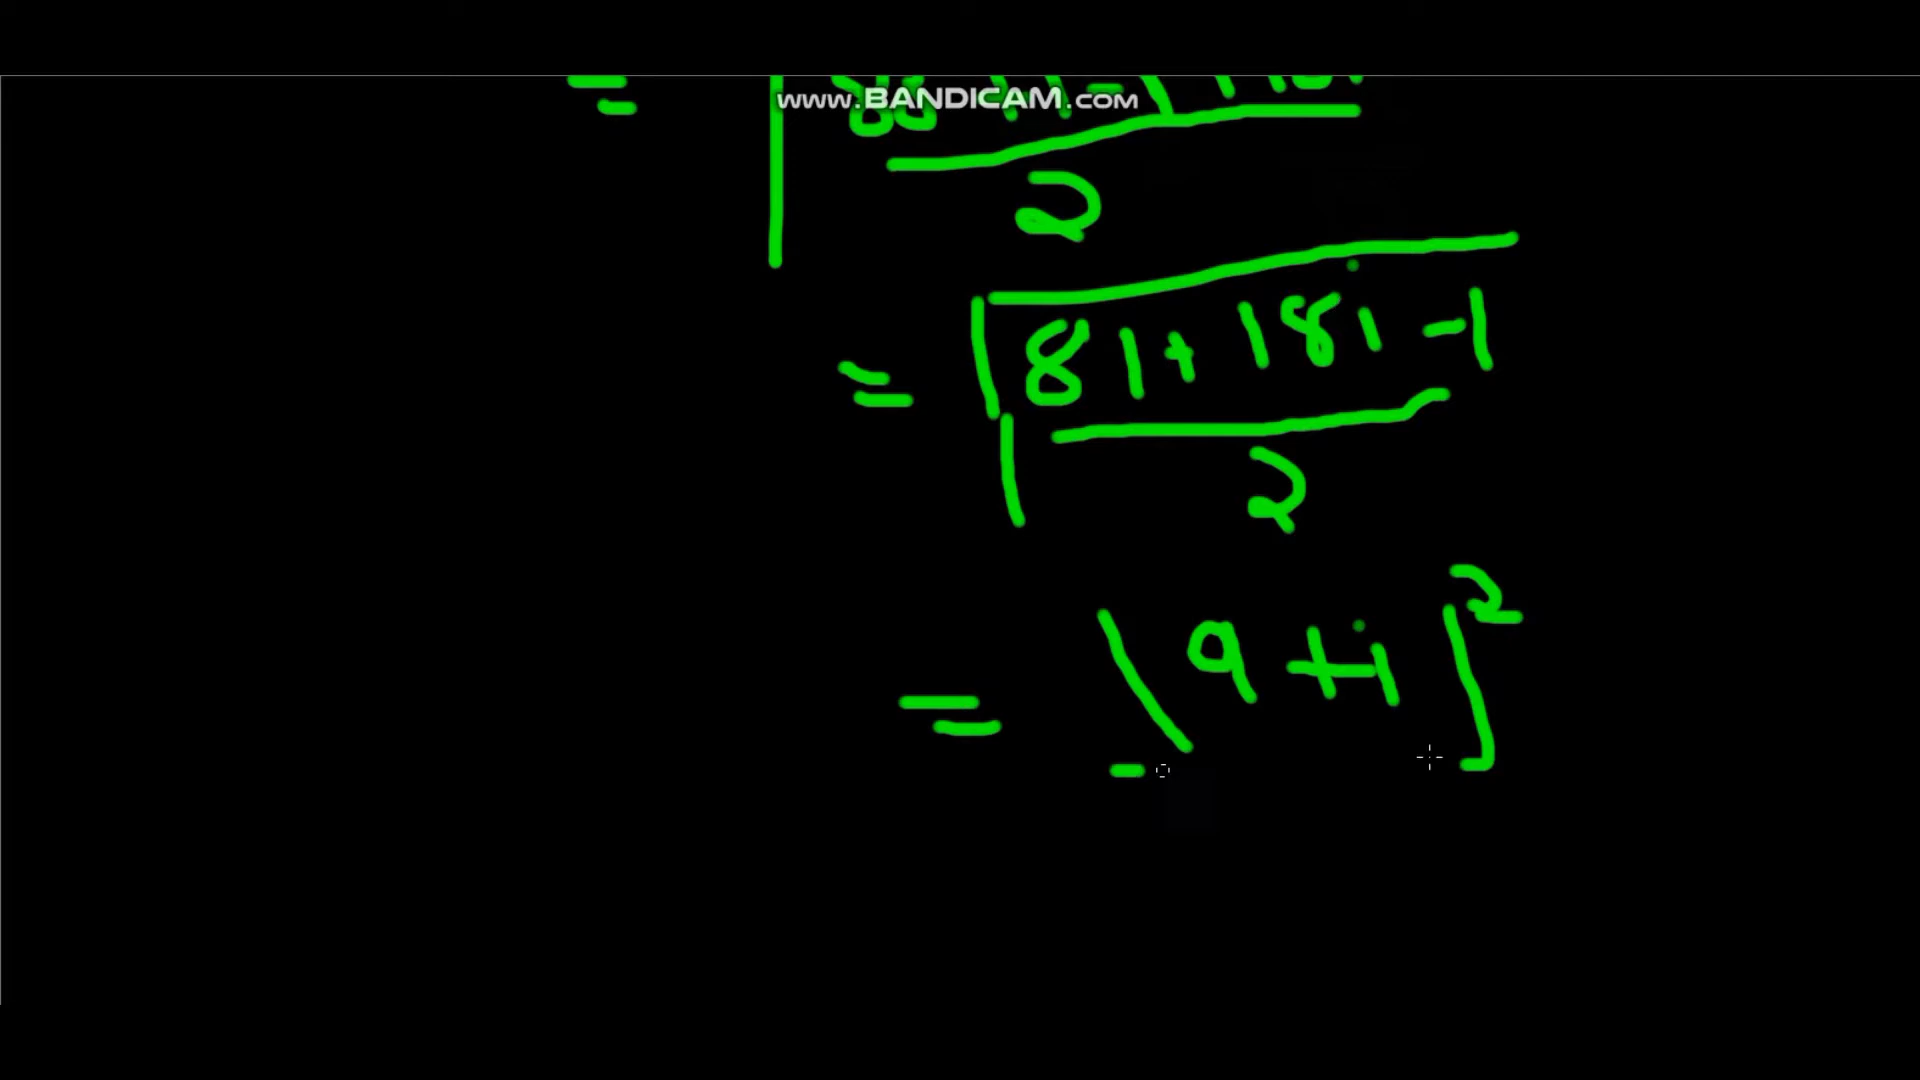 www.BANDICAM.com
2
= √81+18i-1
2
= (9+i)²